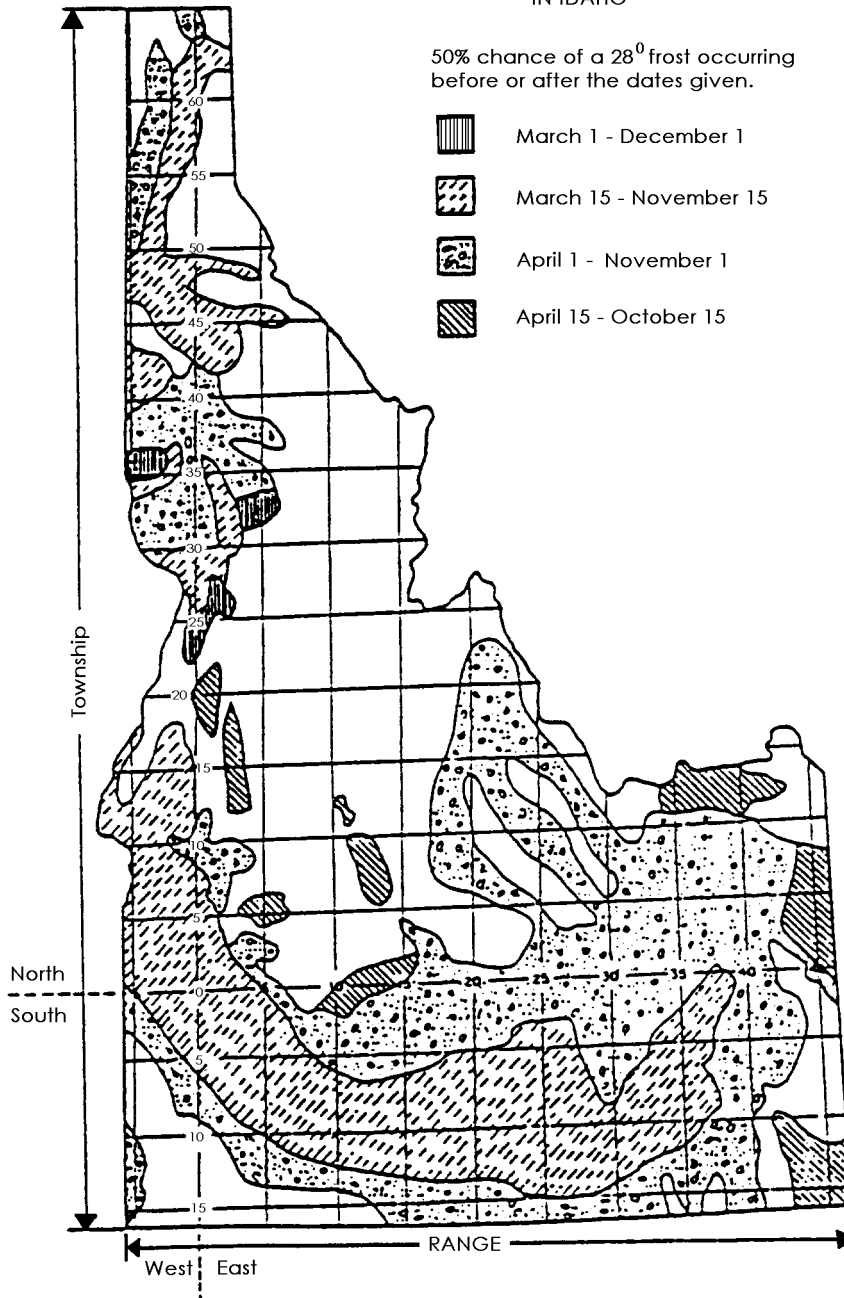 IN IDAHO
50% chance of a 28⁰ frost occurring
before or after the dates given.
March 1 - December 1
March 15 - November 15
April 1 - November 1
April 15 - October 15
60
55
50
45
40
35
30
25
20
15
10
5
0
20
25
30
35
40
5
10
15
Township
North
South
RANGE
West
East